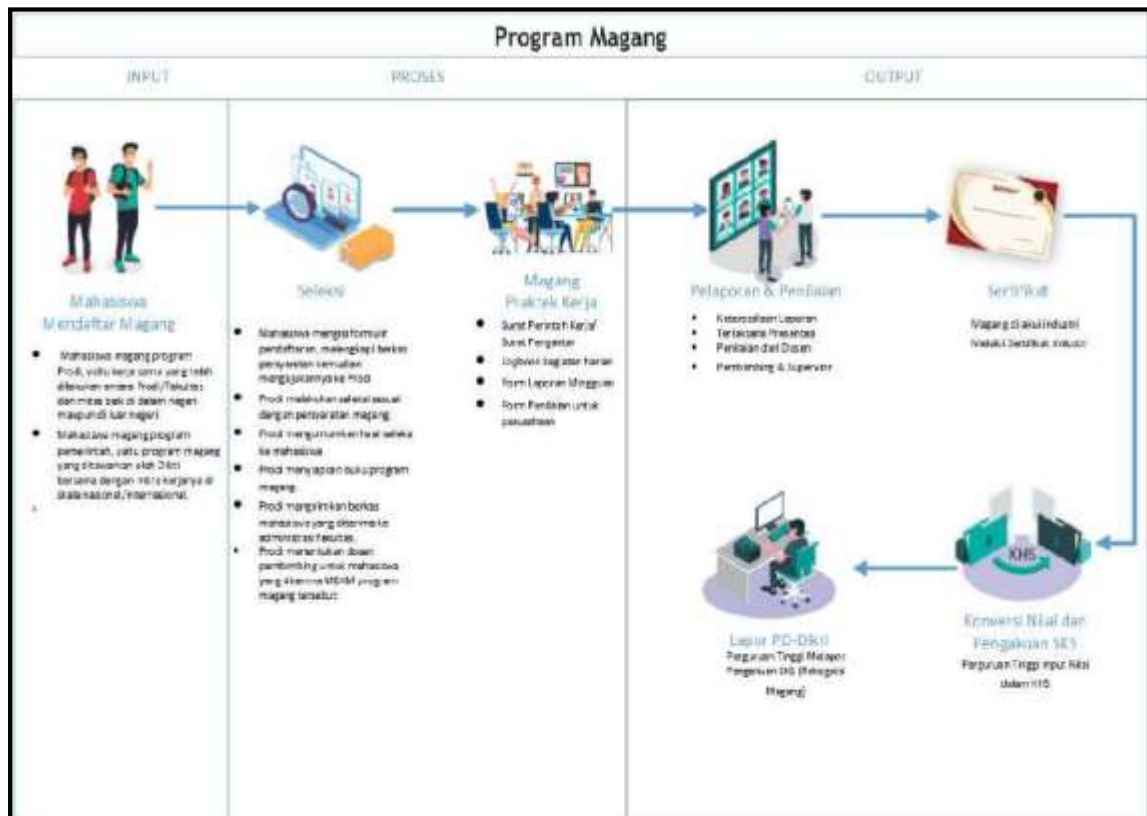 Program Magang
INPUT
PROSES
OUTPUT
Mahasiswa
Mendaftar Magang
Mahasiswa magang program
Prodi, yaitu kerja sama yang telah
dilakukan antara Prodi/Fakultas
dan mitra baik di dalam negeri
maupun di luar negeri
Mahasiswa magang program
pemerintah, yaitu program magang
yang ditawarkan oleh Dikti
bersama dengan mitra kerjanya di
skala nasional/internasional.
Seleksi
Mahasiswa mengisi formulir
pendaftaran, melengkapi berkas
persyaratan kemudian
mengajukannya ke Prodi
Prodi melakukan seleksi sesuai
dengan persyaratan magang
Prodi mengumumkan hasil seleksi
ke mahasiswa
Prodi menyiapkan buku program
magang.
Prodi mengirimkan berkas
mahasiswa yang diterima ke
administrasi fakultas.
Prodi menentukan dosen
pembimbing untuk mahasiswa
yang diterima MBKM program
magang tersebut
Magang
Praktek Kerja
Surat Perintah Kerja/
Surat Pengantar
Logbook kegiatan harian
Form Laporan Mingguan
Form Penilaian untuk
perusahaan
Pelaporan & Penilaian
Ketersediaan Laporan
Terlaksana Presentasi
Penilaian dari Dosen
Pembimbing & Supervisor
Sertifikat
Magang di akui Industri
Melalui Sertifikat Industri
KHS
Konversi Nilai dan
Pengakuan SKS
Perguruan Tinggi Input Nilai
dalam KHS
Lapor PD-Dikti
Perguruan Tinggi Melapor
Pengakuan SKS (Rekognisi
Magang)